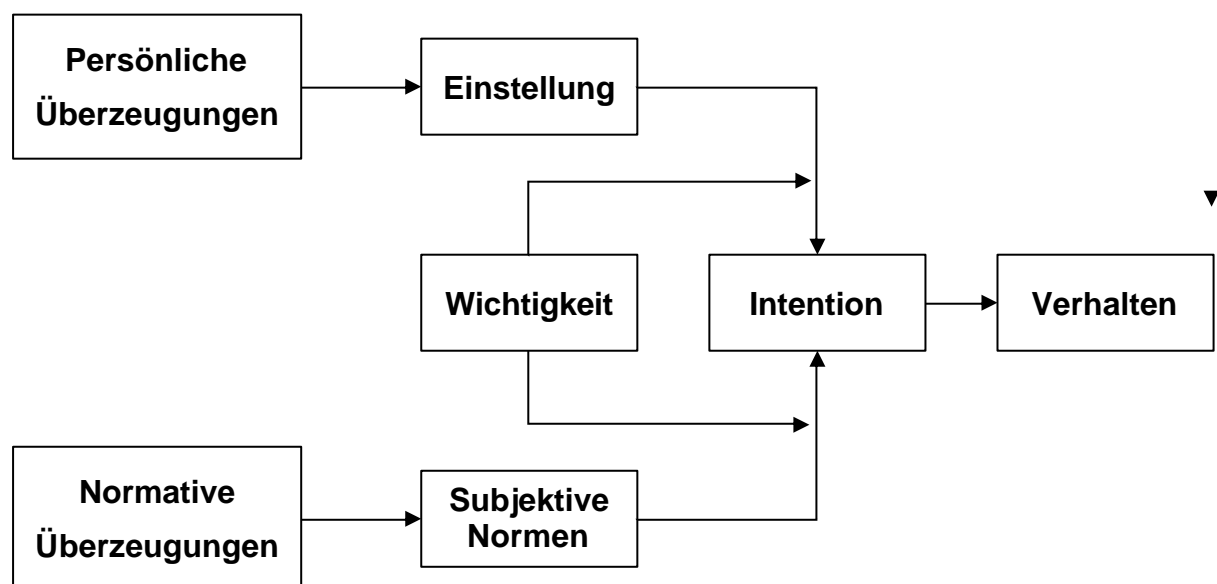 Persönliche
Überzeugungen
Einstellung
Wichtigkeit
Intention
Verhalten
Normative
Überzeugungen
Subjektive
Normen